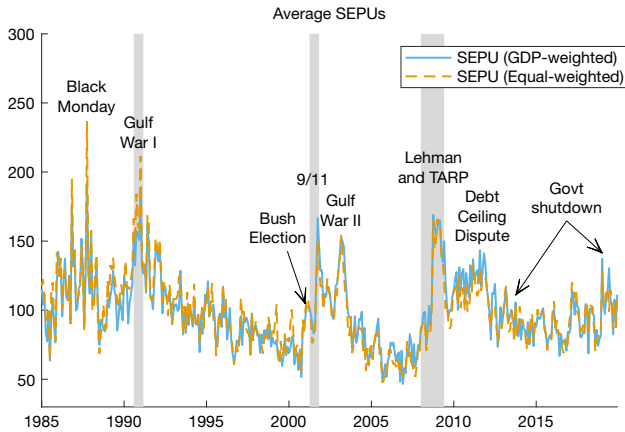 Average SEPUs
300
250
200
150
100
50
SEPU (GDP-weighted)
SEPU (Equal-weighted)
Black
Monday
Gulf
War I
Bush
Election
9/11
Gulf
War II
Lehman
and TARP
Debt
Ceiling
Dispute
Govt
shutdown
1985
1990
1995
2000
2005
2010
2015